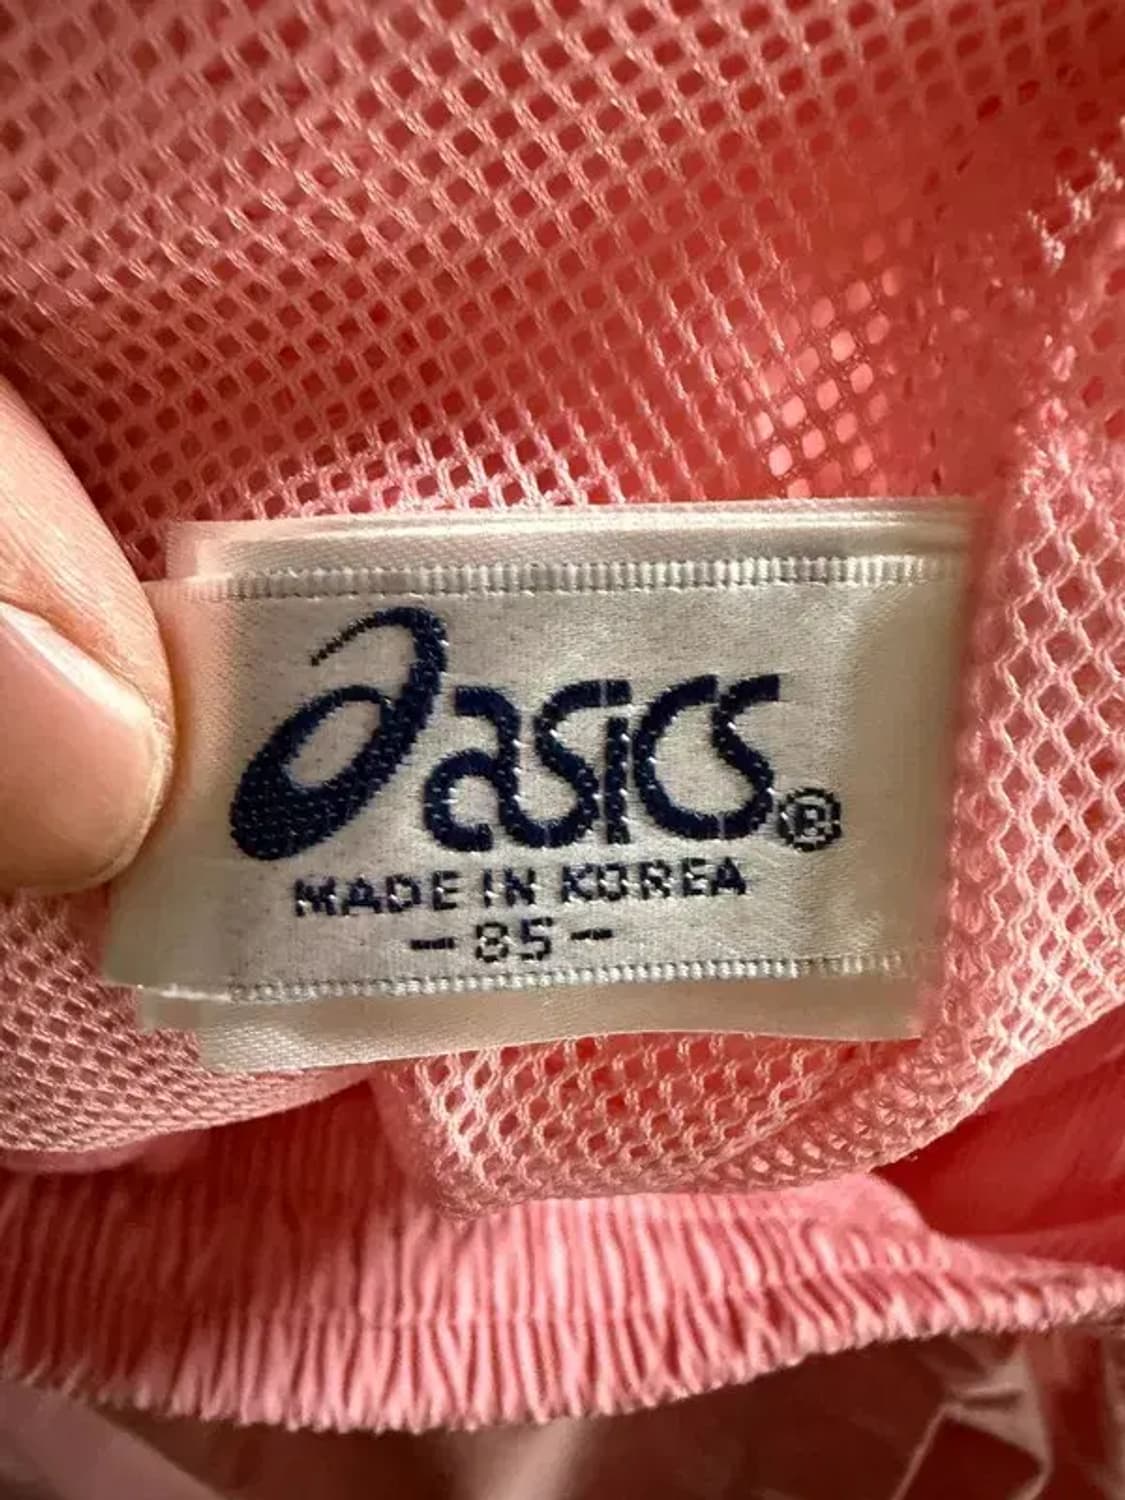 asics®
MADE IN KOREA
-85-